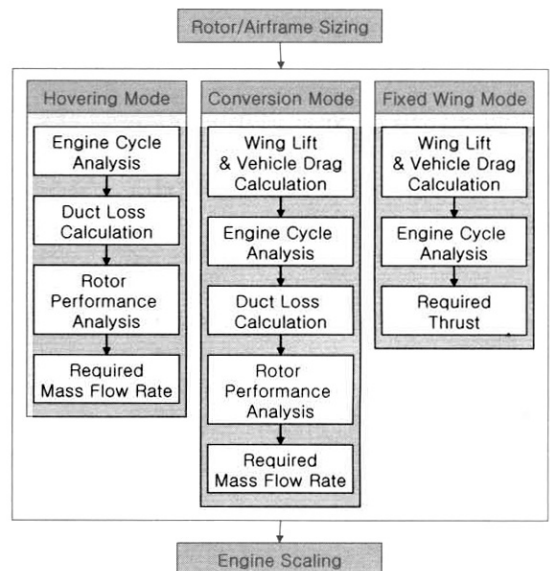 Rotor/Airframe Sizing
Hovering Mode
Engine Cycle
Analysis
Duct Loss
Calculation
Rotor
Performance
Analysis
Required
Mass Flow Rate
Conversion Mode
Wing Lift
& Vehicle Drag
Calculation
Engine Cycle
Analysis
Duct Loss
Calculation
Rotor
Performance
Analysis
Required
Mass Flow Rate
Fixed Wing Mode
Wing Lift
& Vehicle Drag
Calculation
Engine Cycle
Analysis
Required
Thrust
Engine Scaling